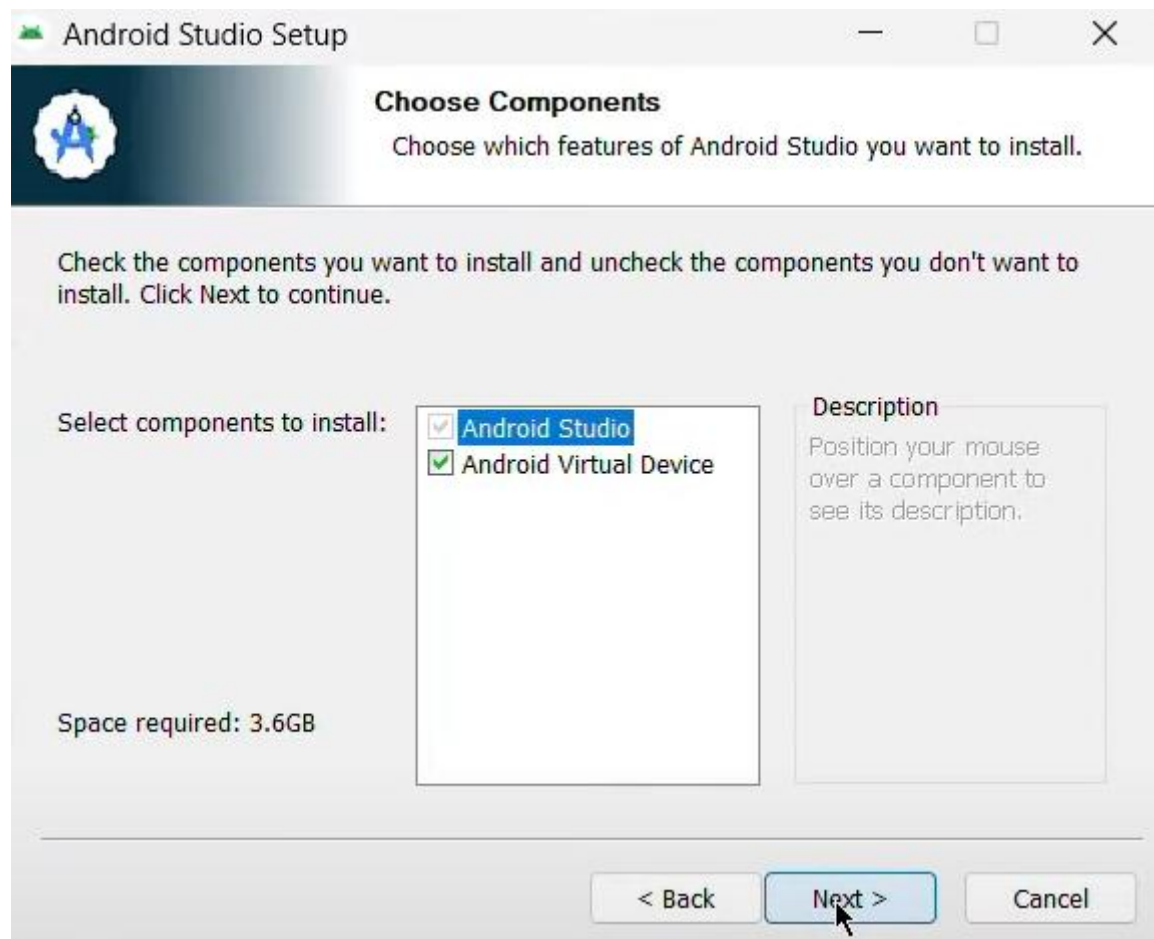 Android Studio Setup
Choose Components
Choose which features of Android Studio you want to install.
Check the components you want to install and uncheck the components you don't want to
install. Click Next to continue.
Select components to install:
Android Studio
Android Virtual Device
Description
Position your mouse
over a component to
see its description.
Space required: 3.6GB
< Back
Next >
Cancel